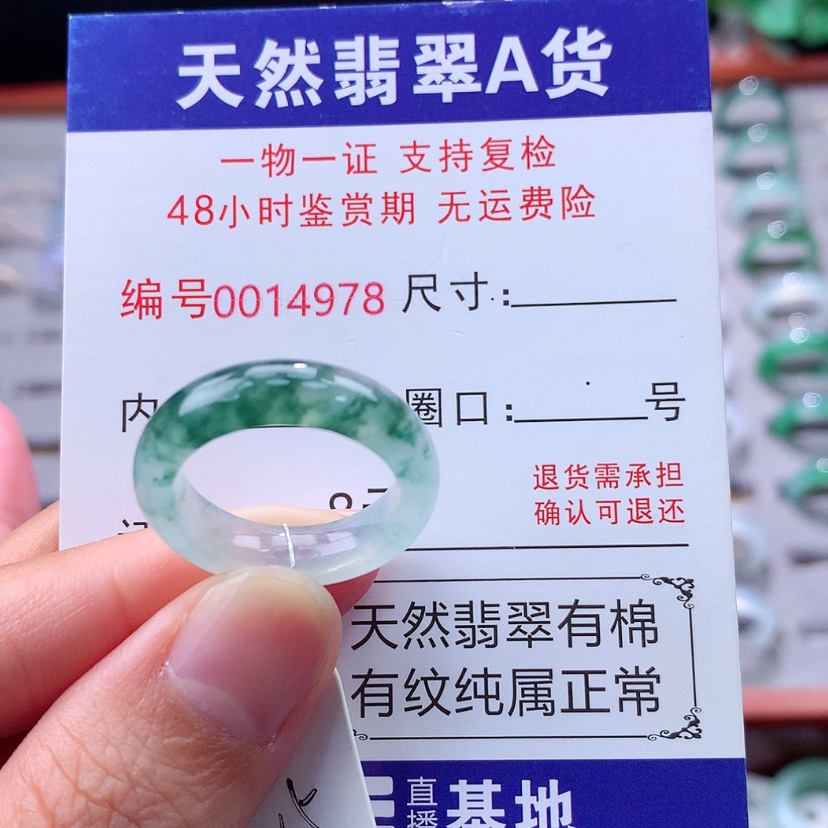 天然翡翠A货
一物一证 支持复检
48小时鉴赏期 无运费险
编号0014978 尺寸:
内 圈口: 号
退货需承担
确认可退还
天然翡翠有棉
有纹纯属正常
直播
基地